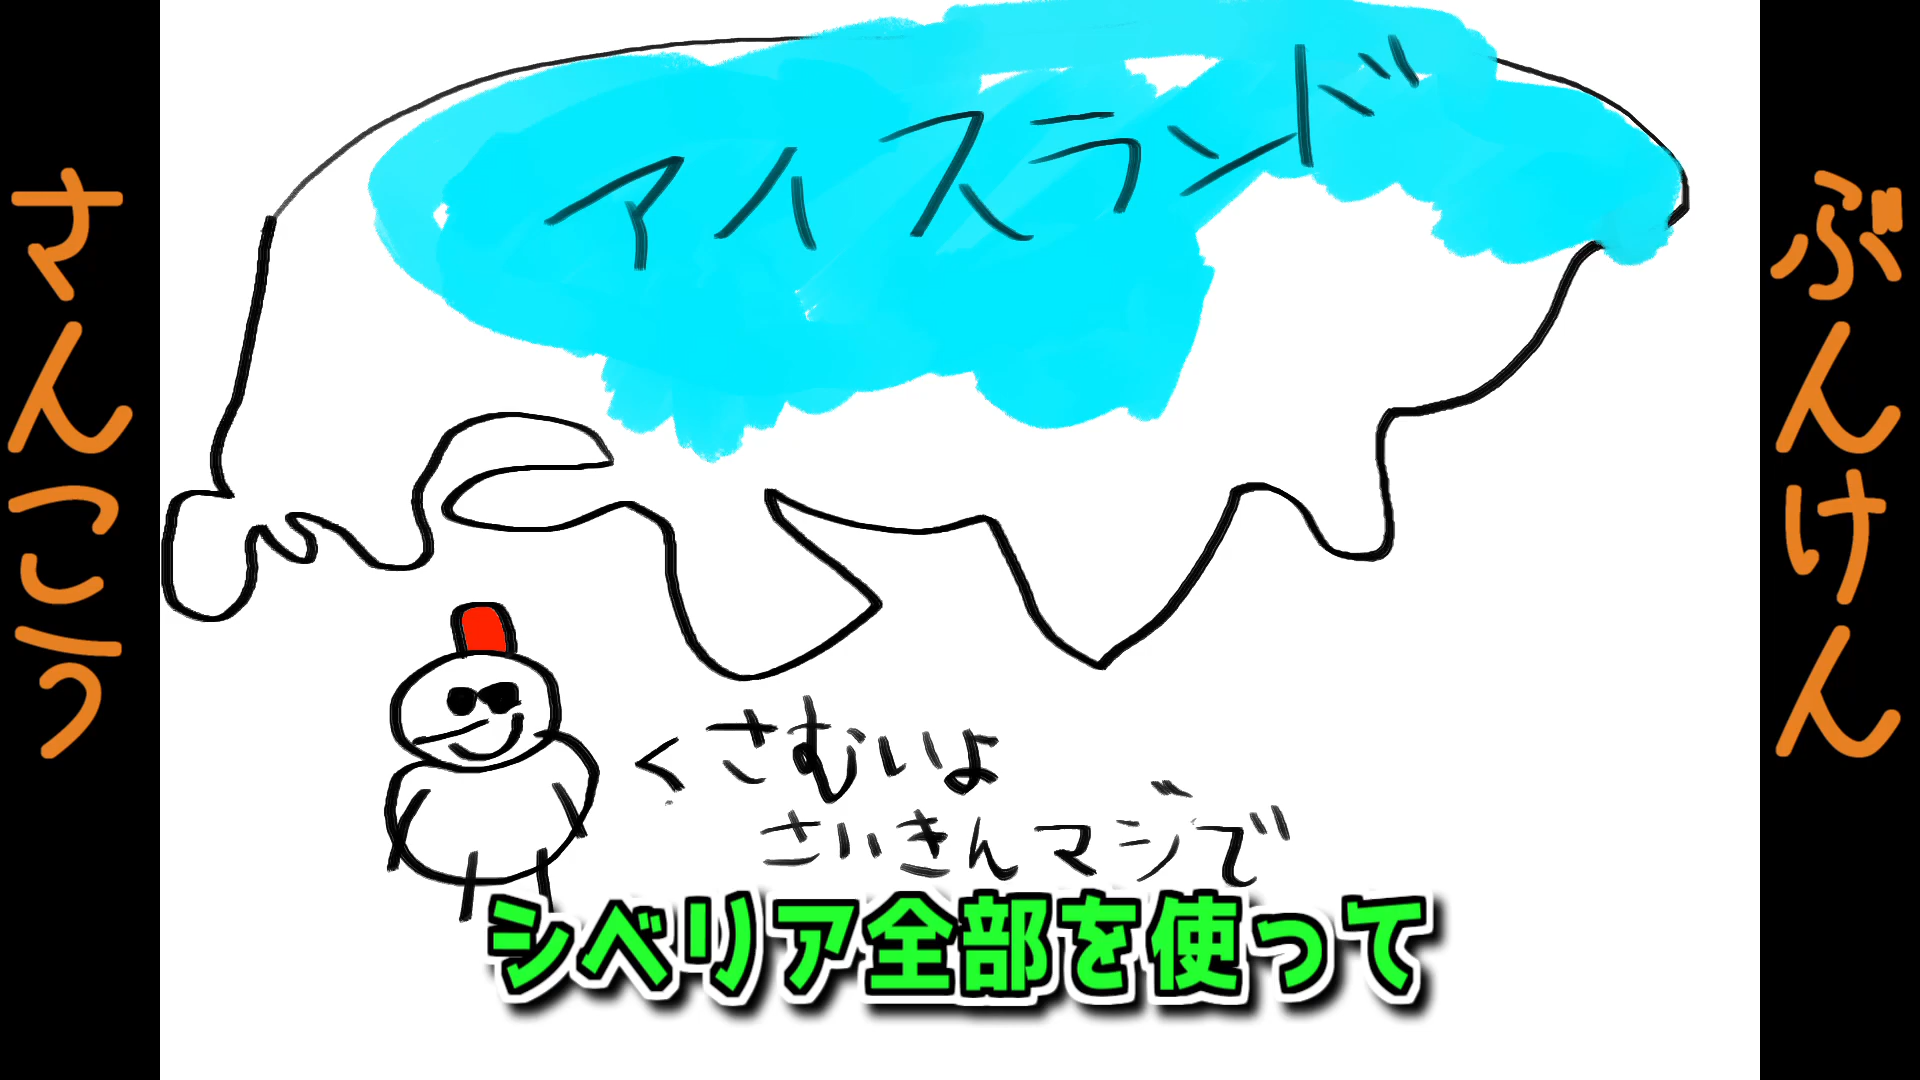 さんこう
ぶんけん
アイスランド
くさむいよ
さいきんマジで
シベリア全部を使って